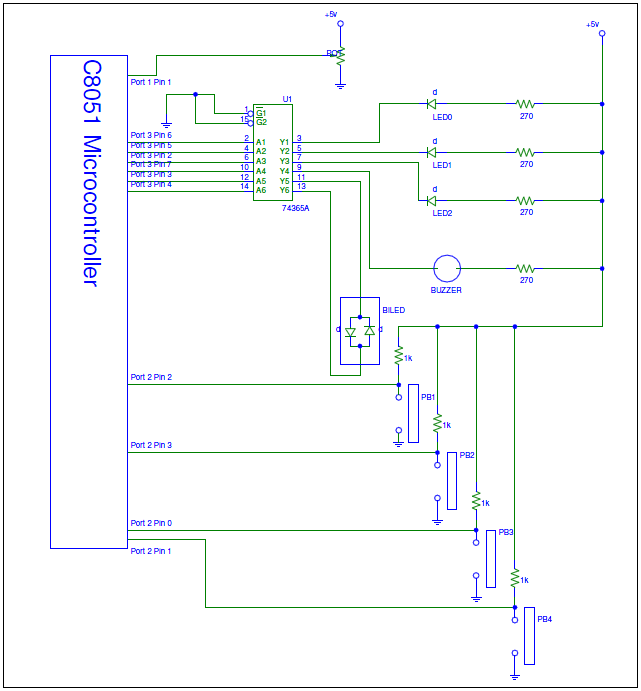 +5v
+5v
POT
C8051 Microcontroller
Port 1 Pin 1
U1
d
LED0
270
1
G1
15
G2
Port 3 Pin 6
2
A1
Y1
3
Port 3 Pin 5
4
A2
Y2
5
d
LED1
270
Port 3 Pin 2
6
A3
Y3
7
Port 3 Pin 7
10
A4
Y4
9
Port 3 Pin 3
12
A5
Y5
11
Port 3 Pin 4
14
A6
Y6
13
74365A
d
LED2
270
BUZZER
270
BILED
d
d
1k
Port 2 Pin 2
PB1
1k
Port 2 Pin 3
PB2
1k
Port 2 Pin 0
PB3
Port 2 Pin 1
1k
PB4